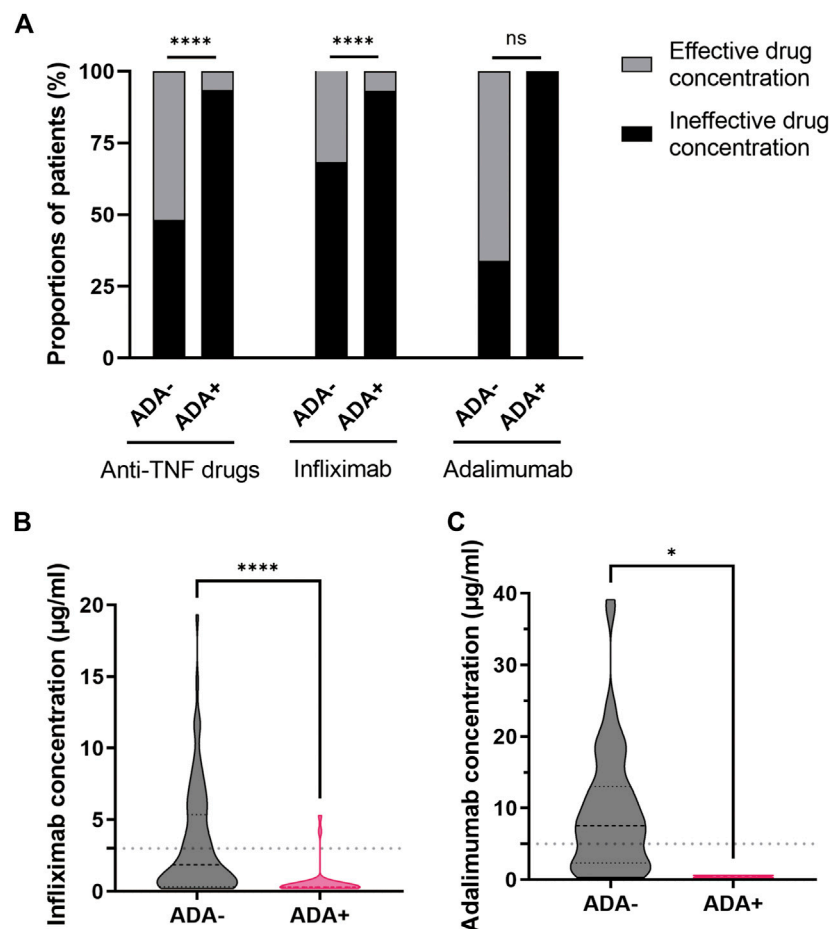 A
**** **** ns
Effective drug
concentration
Ineffective drug
concentration
Proportions of patients (%)
100
75
50
25
0
ADA- ADA+ ADA- ADA+ ADA- ADA+
Anti-TNF drugs Infliximab Adalimumab
B
****
Infliximab concentration (µg/ml)
20
15
10
5
0
ADA- ADA+
C
*
Adalimumab concentration (µg/ml)
40
30
20
10
0
ADA- ADA+